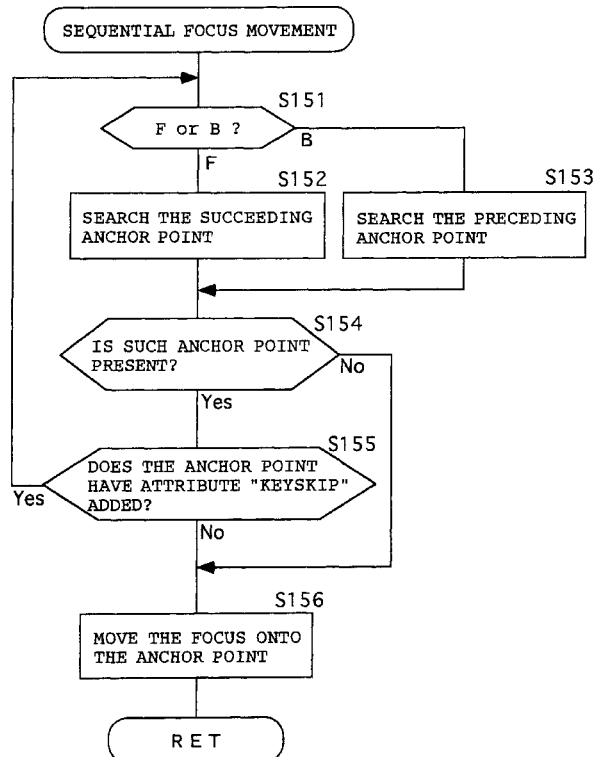 SEQUENTIAL FOCUS MOVEMENT
S151
F or B ?
B
F
S152
SEARCH THE SUCCEEDING
ANCHOR POINT
S153
SEARCH THE PRECEDING
ANCHOR POINT
S154
IS SUCH ANCHOR POINT
PRESENT?
No
Yes
S155
DOES THE ANCHOR POINT
HAVE ATTRIBUTE "KEYSKIP"
ADDED?
Yes
No
S156
MOVE THE FOCUS ONTO
THE ANCHOR POINT
RET